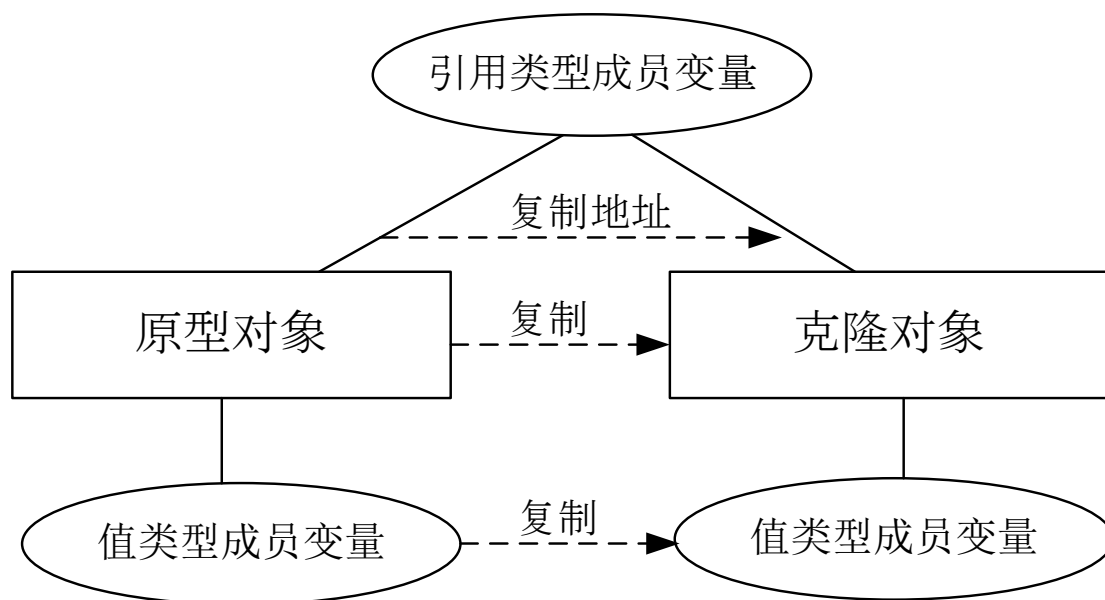 引用类型成员变量
复制地址
原型对象
复制
克隆对象
值类型成员变量
复制
值类型成员变量